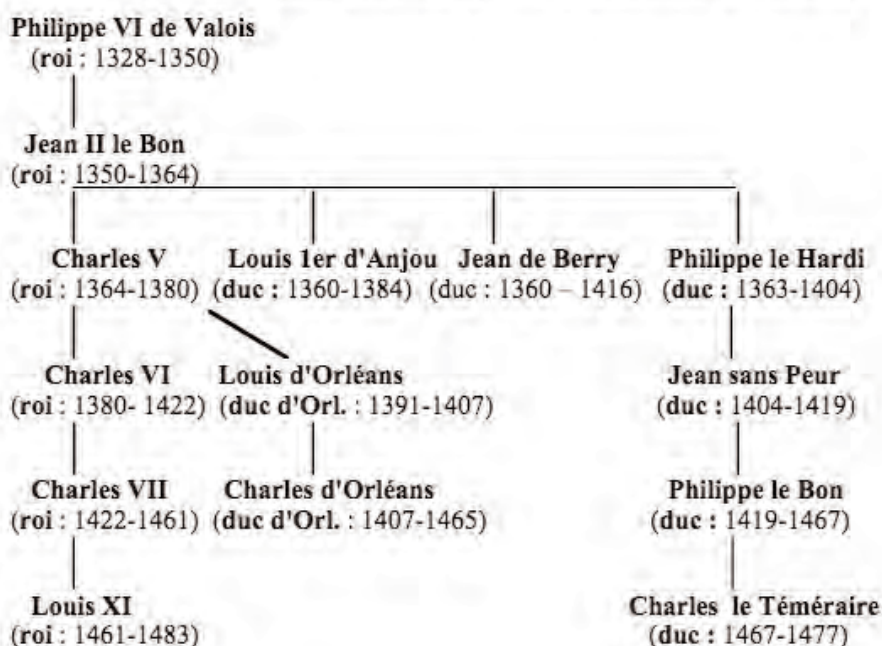 Philippe VI de Valois
(roi : 1328-1350)
Jean II le Bon
(roi : 1350-1364)
Charles V Louis 1er d'Anjou Jean de Berry Philippe le Hardi
(roi : 1364-1380) (duc : 1360-1384) (duc : 1360 – 1416) (duc : 1363-1404)
Charles VI Louis d'Orléans Jean sans Peur
(roi : 1380- 1422) (duc d'Orl. : 1391-1407) (duc : 1404-1419)
Charles VII Charles d'Orléans Philippe le Bon
(roi : 1422-1461) (duc d'Orl. : 1407-1465) (duc : 1419-1467)
Louis XI Charles le Téméraire
(roi : 1461-1483) (duc : 1467-1477)